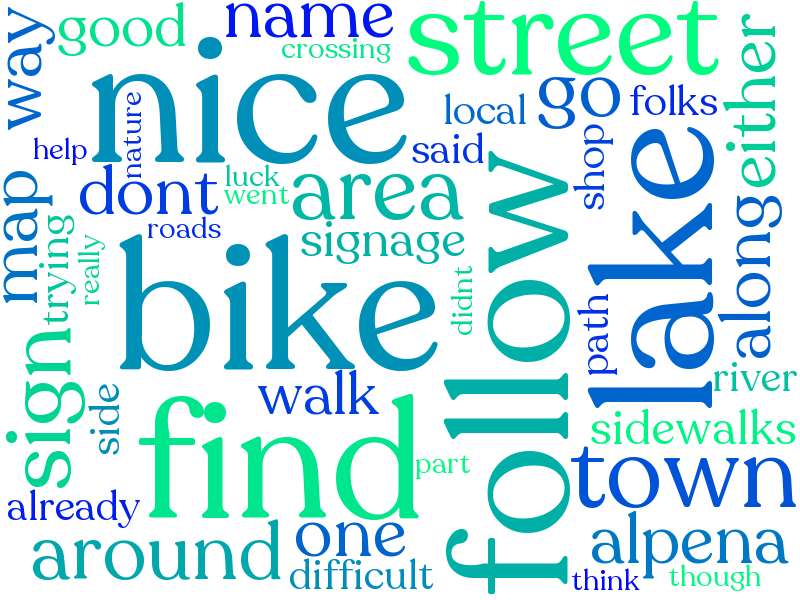 way
good
name
crossing
street
nice
nature
help
local
go
folks
either
said
dont
luck
went
area
shop
lake
map
trying
really
roads
signage
bike
didnt
follow
path
along
sign
side
walk
find
part
river
sidewalks
town
already
around
one
difficult
alpena
think
though